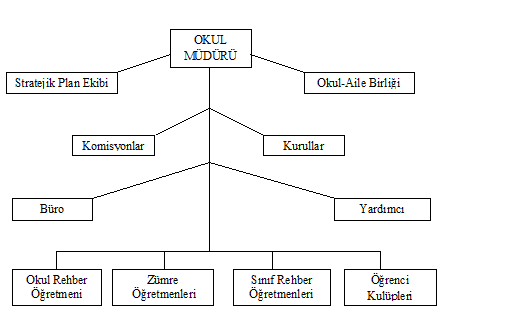 OKUL
MÜDÜRÜ
Stratejik Plan Ekibi
Okul-Aile Birliği
Komisyonlar
Kurullar
Büro
Yardımcı
Okul Rehber
Öğretmeni
Zümre
Öğretmenleri
Sınıf Rehber
Öğretmenleri
Öğrenci
Kulüpleri